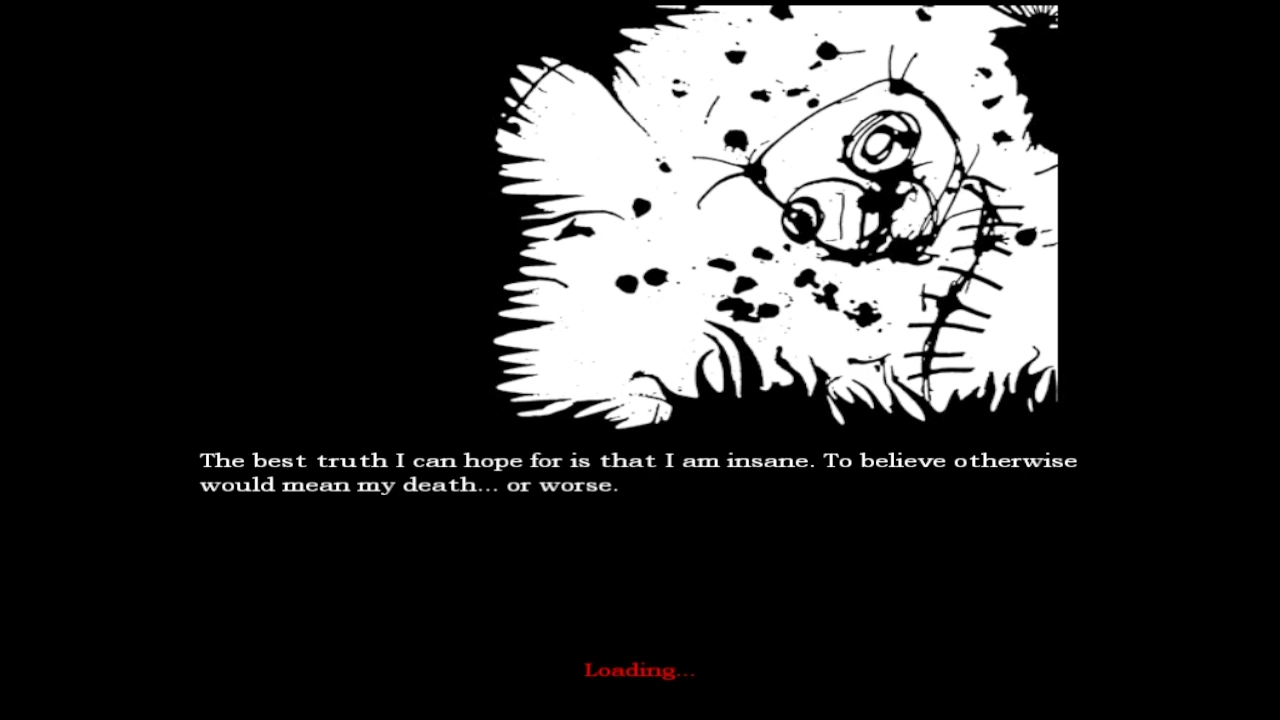 The best truth I can hope for is that I am insane. To believe otherwise
would mean my death... or worse.
Loading...